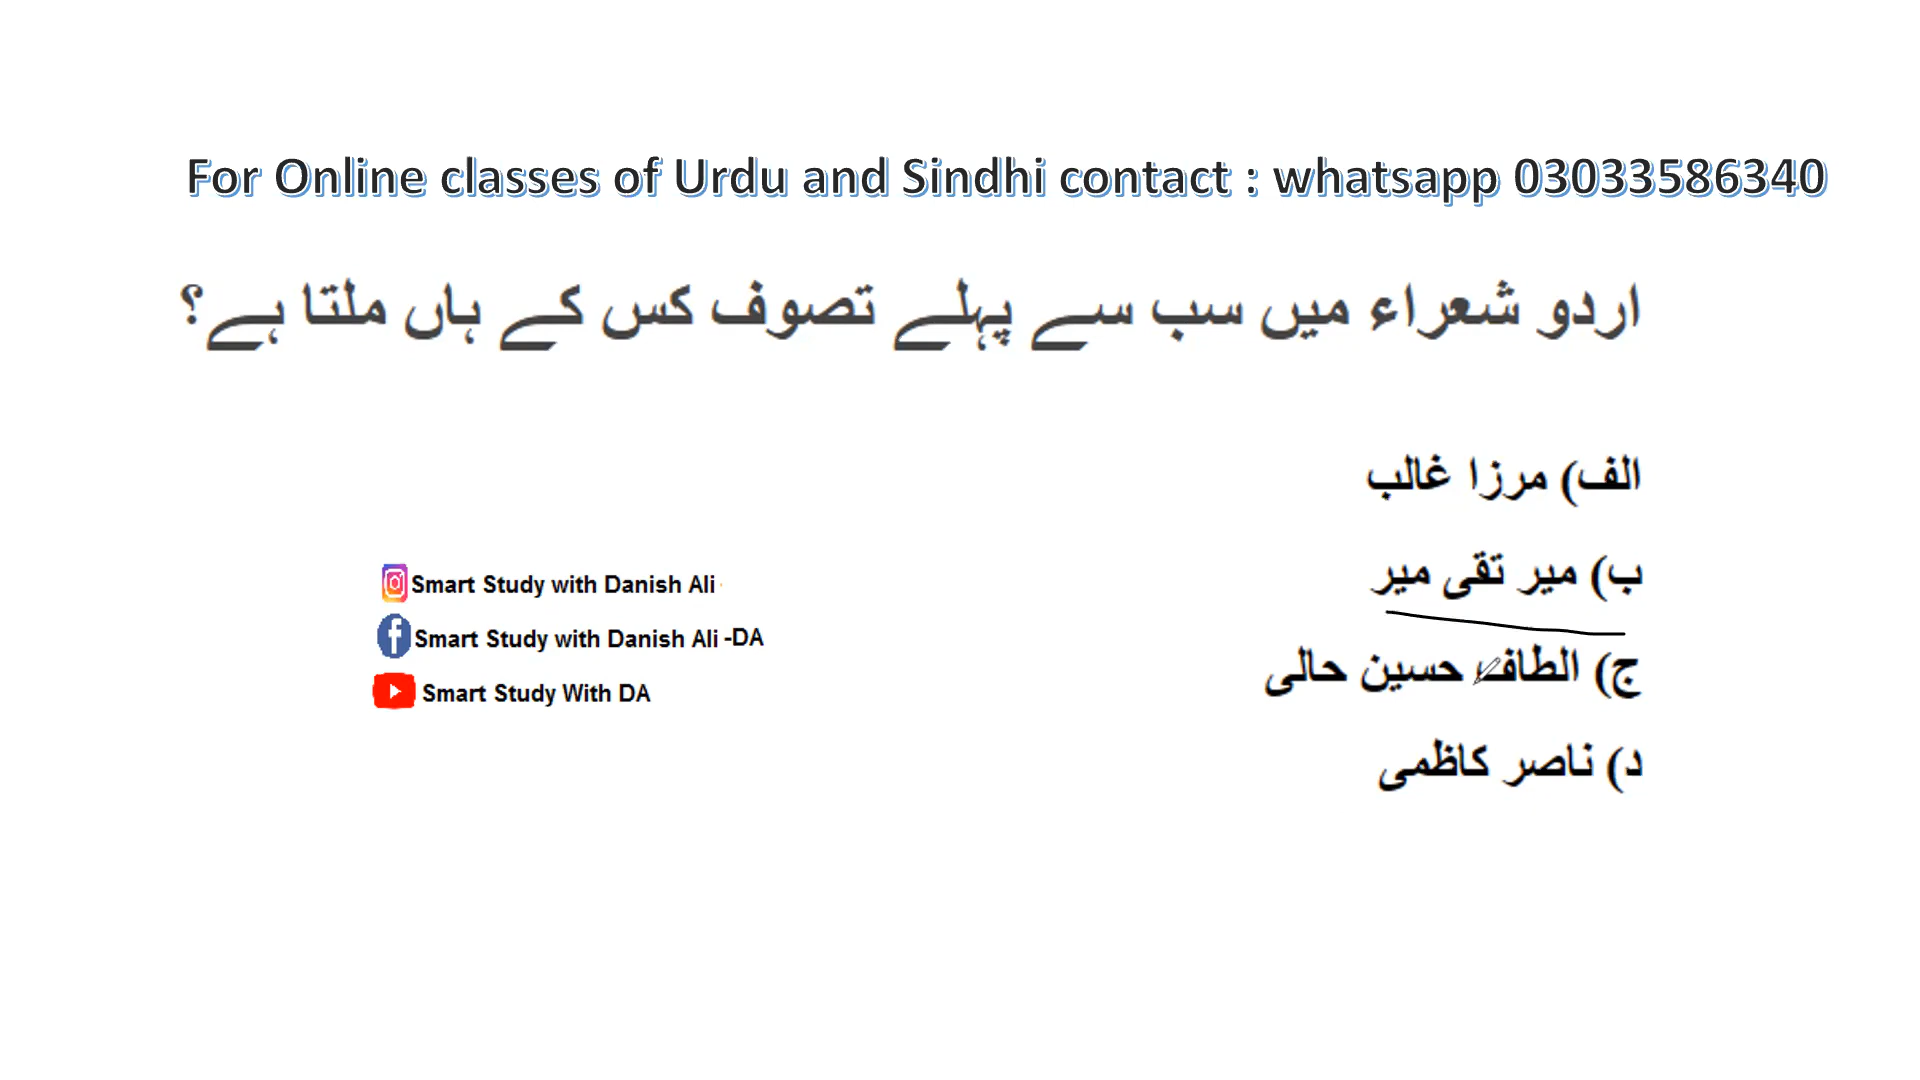 For Online classes of Urdu and Sindhi contact : whatsapp 03033586340
اردو شعراء میں سب سے پہلے تصوف کس کے ہاں ملتا ہے؟
الف) مرزا غالب
ب) میر تقی میر
ج) الطاف حسین حالی
د) ناصر کاظمی
Smart Study with Danish Ali
Smart Study with Danish Ali -DA
Smart Study With DA